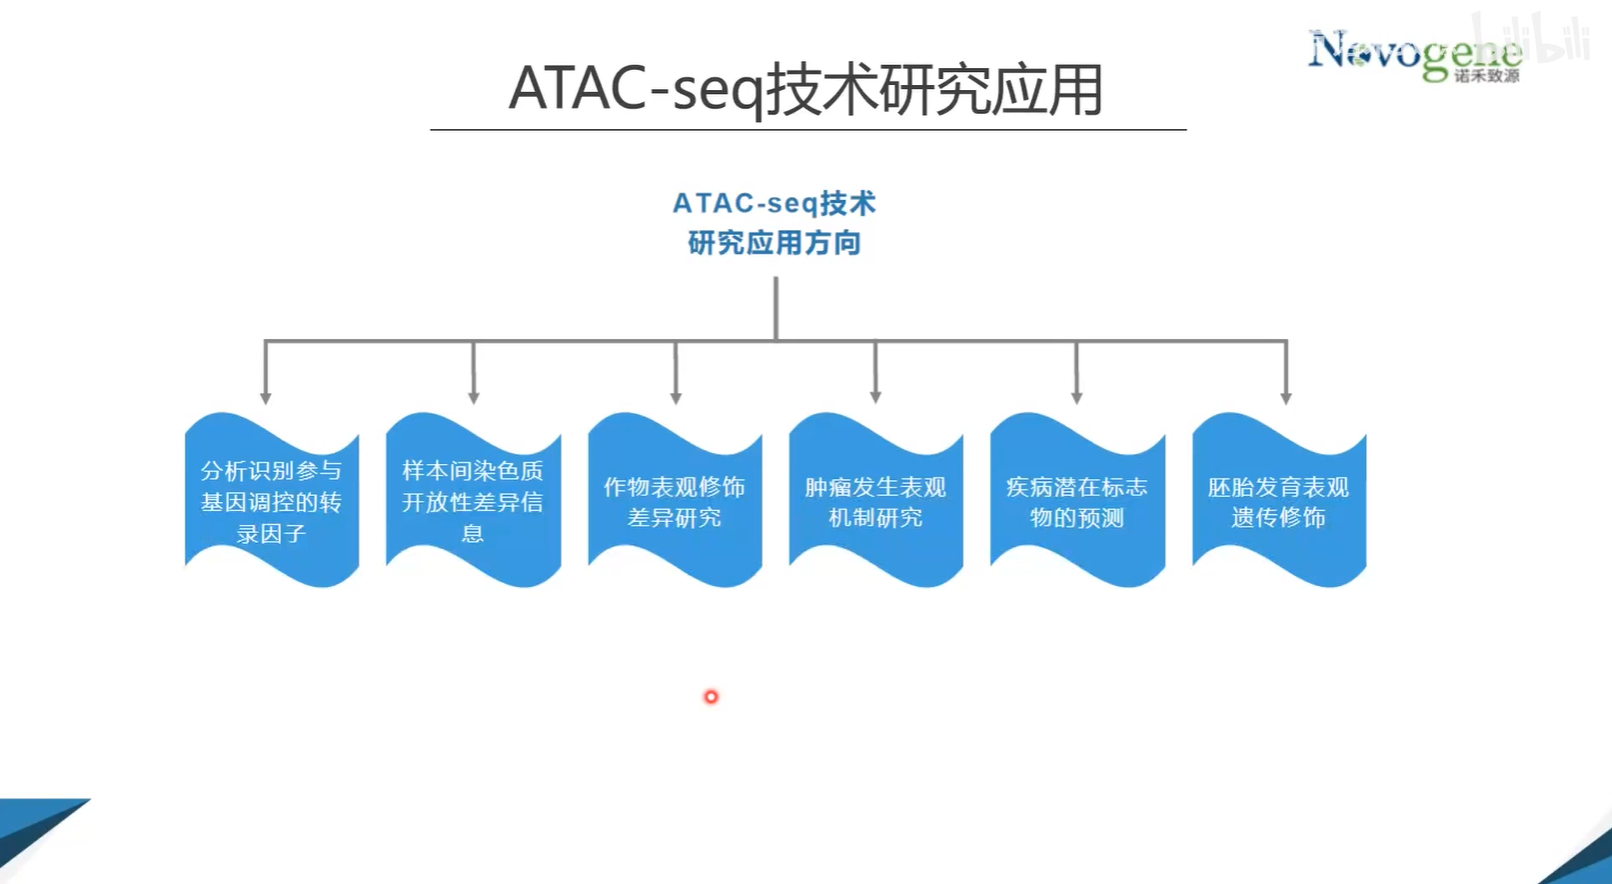 ATAC-seq技术研究应用
Novogene
bilibili
诺禾致源
ATAC-seq技术
研究应用方向
分析识别参与
基因调控的转
录因子
样本间染色质
开放性差异信
息
作物表观修饰
差异研究
肿瘤发生表观
机制研究
疾病潜在标志
物的预测
胚胎发育表观
遗传修饰